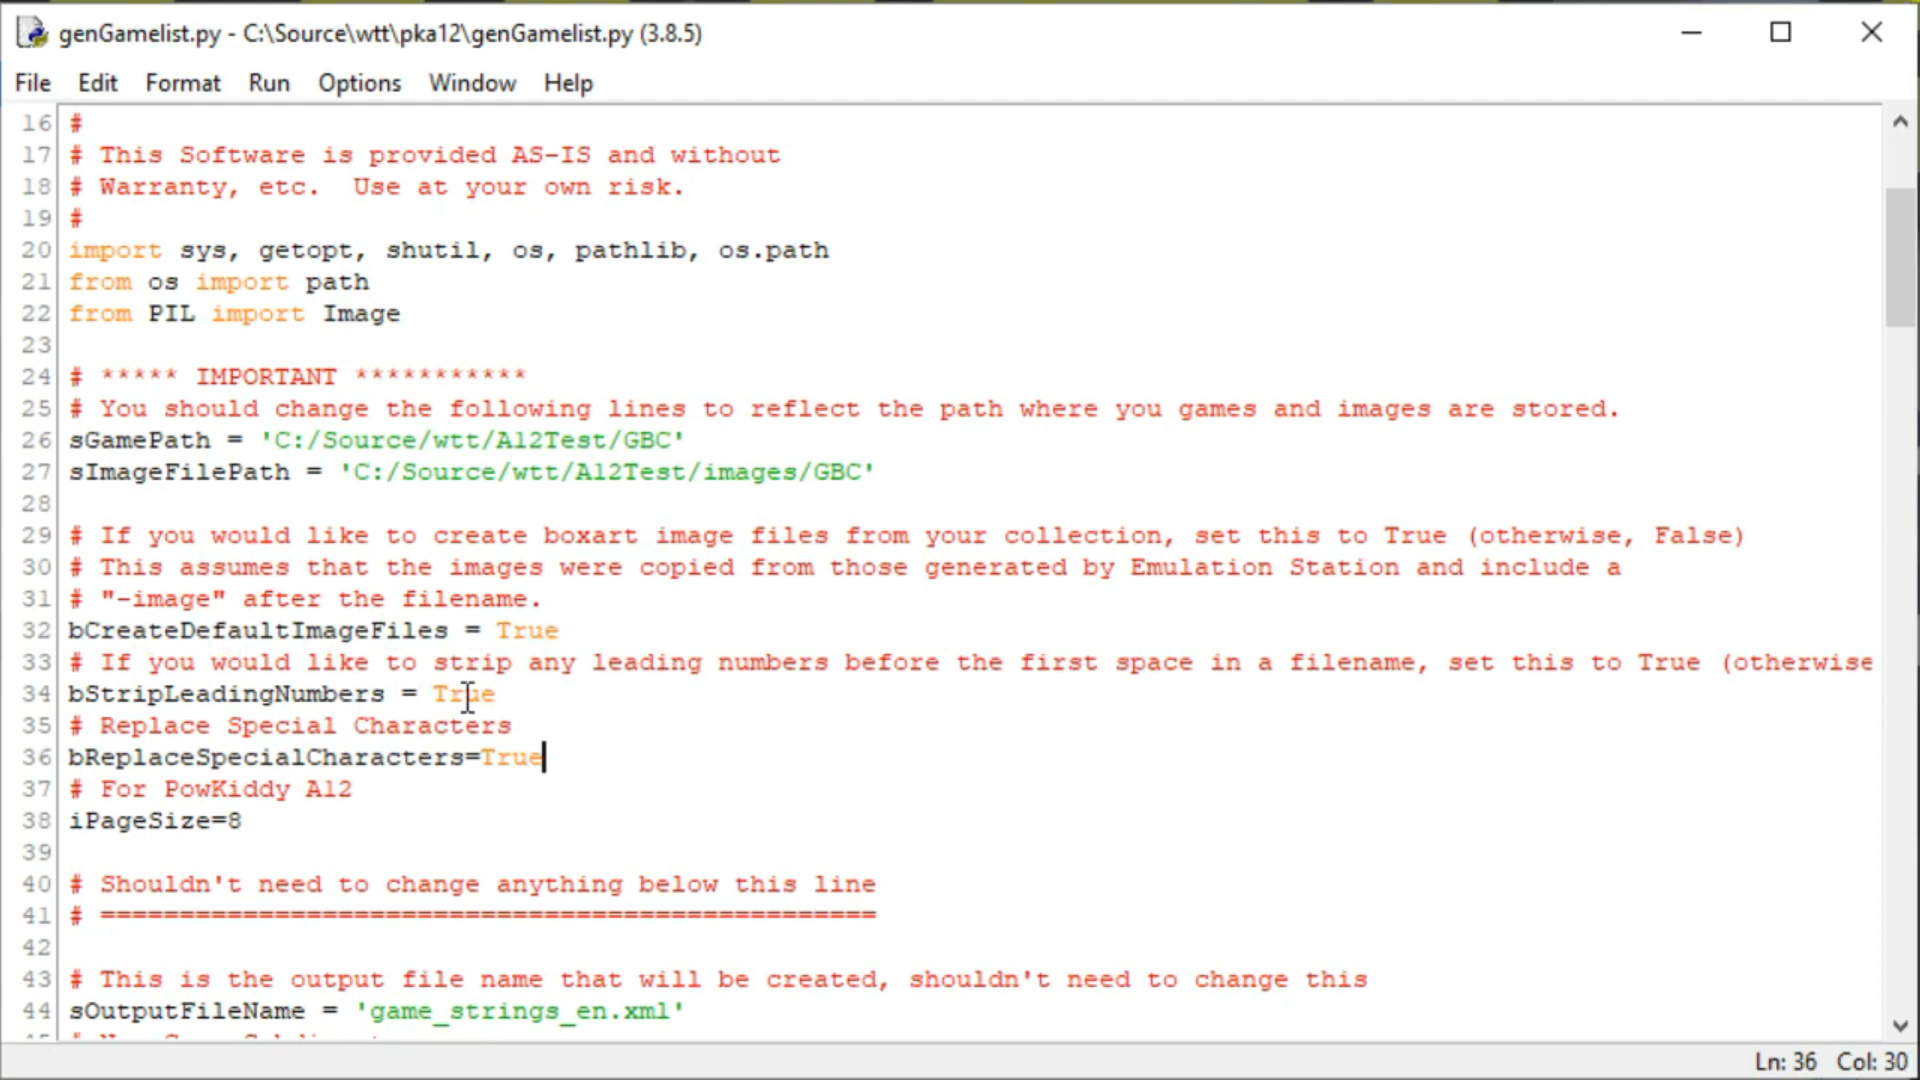 genGamelist.py - C:\Source\wtt\pka12\genGamelist.py (3.8.5)
File Edit Format Run Options Window Help
16 #
17 # This Software is provided AS-IS and without
18 # Warranty, etc.  Use at your own risk.
19 #
20 import sys, getopt, shutil, os, pathlib, os.path
21 from os import path
22 from PIL import Image
23
24 # ***** IMPORTANT ***********
25 # You should change the following lines to reflect the path where you games and images are stored.
26 sGamePath = 'C:/Source/wtt/A12Test/GBC'
27 sImageFilePath = 'C:/Source/wtt/A12Test/images/GBC'
28
29 # If you would like to create boxart image files from your collection, set this to True (otherwise, False)
30 # This assumes that the images were copied from those generated by Emulation Station and include a
31 # "-image" after the filename.
32 bCreateDefaultImageFiles = True
33 # If you would like to strip any leading numbers before the first space in a filename, set this to True (otherwise
34 bStripLeadingNumbers = True
35 # Replace Special Characters
36 bReplaceSpecialCharacters=True
37 # For PowKiddy A12
38 iPageSize=8
39
40 # Shouldn't need to change anything below this line
41 # =================================================
42
43 # This is the output file name that will be created, shouldn't need to change this
44 sOutputFileName = 'game_strings_en.xml'
Ln: 36 Col: 30